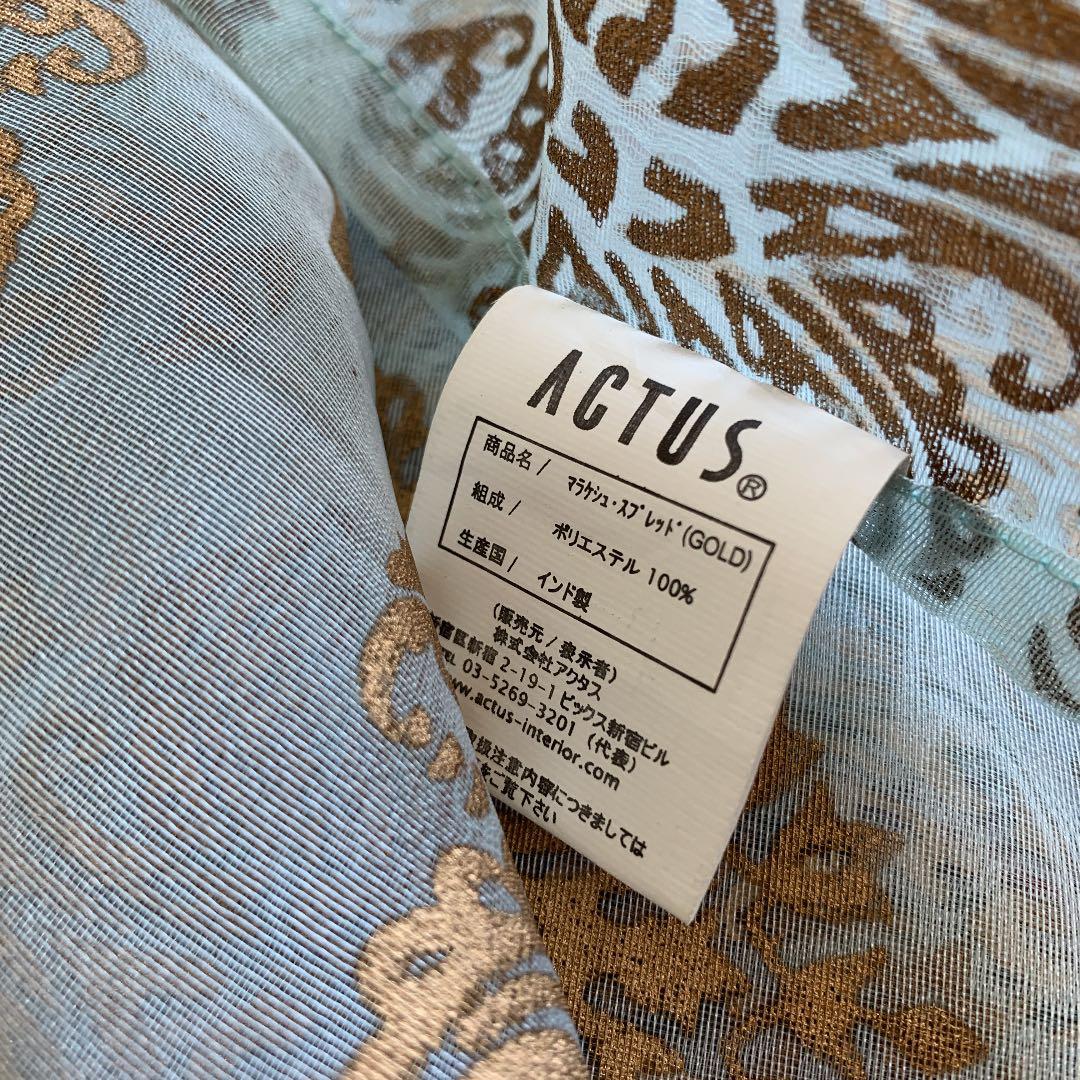 ACTUS®
商品名 / マラケシュ・スプレッド(GOLD)
組成 / ポリエステル 100%
生産国 / インド製
(販売元 / 表示者)
株式会社アクタス
新宿区新宿 2-19-1 ビックス新宿ビル
TEL 03-5269-3201 (代表)
www.actus-interior.com
取扱注意内容につきましては
をご覧下さい